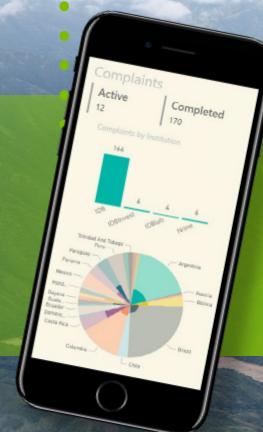 Complaints
Active
12
Completed
170
Complaints by Institution
164
6
4
6
IDB
IDBInvest
IDBlab
None
Trinidad And Tobago
Peru
Paraguay
Panama
Mexico
Guyana
Ecuador
Costa Rica
Colombia
Chile
Brazil
Bolivia
Argentina